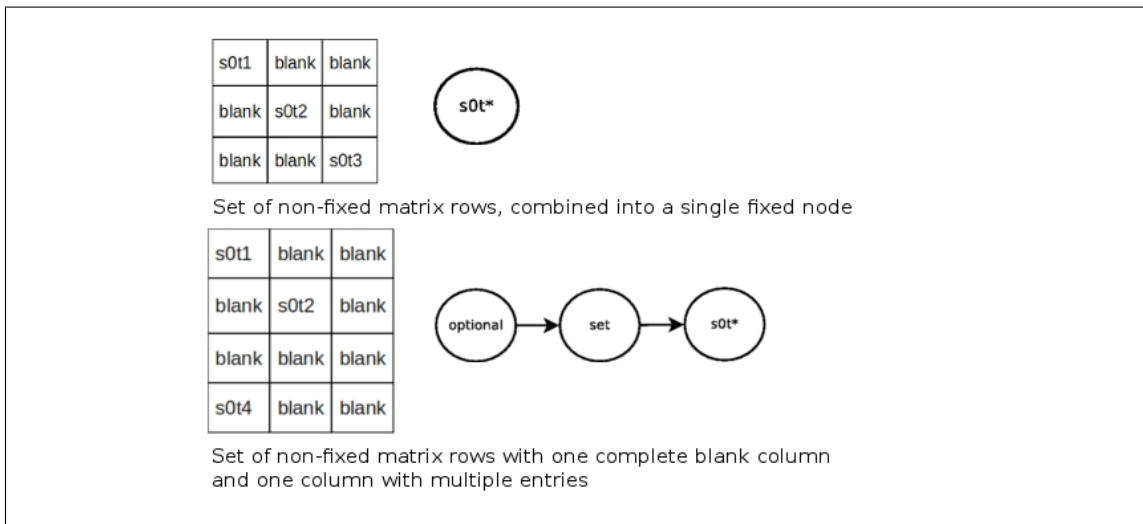 s0t1 blank blank
blank s0t2 blank
blank blank s0t3
s0t*
Set of non-fixed matrix rows, combined into a single fixed node
s0t1 blank blank
blank s0t2 blank
blank blank blank
s0t4 blank blank
optional set s0t*
Set of non-fixed matrix rows with one complete blank column
and one column with multiple entries